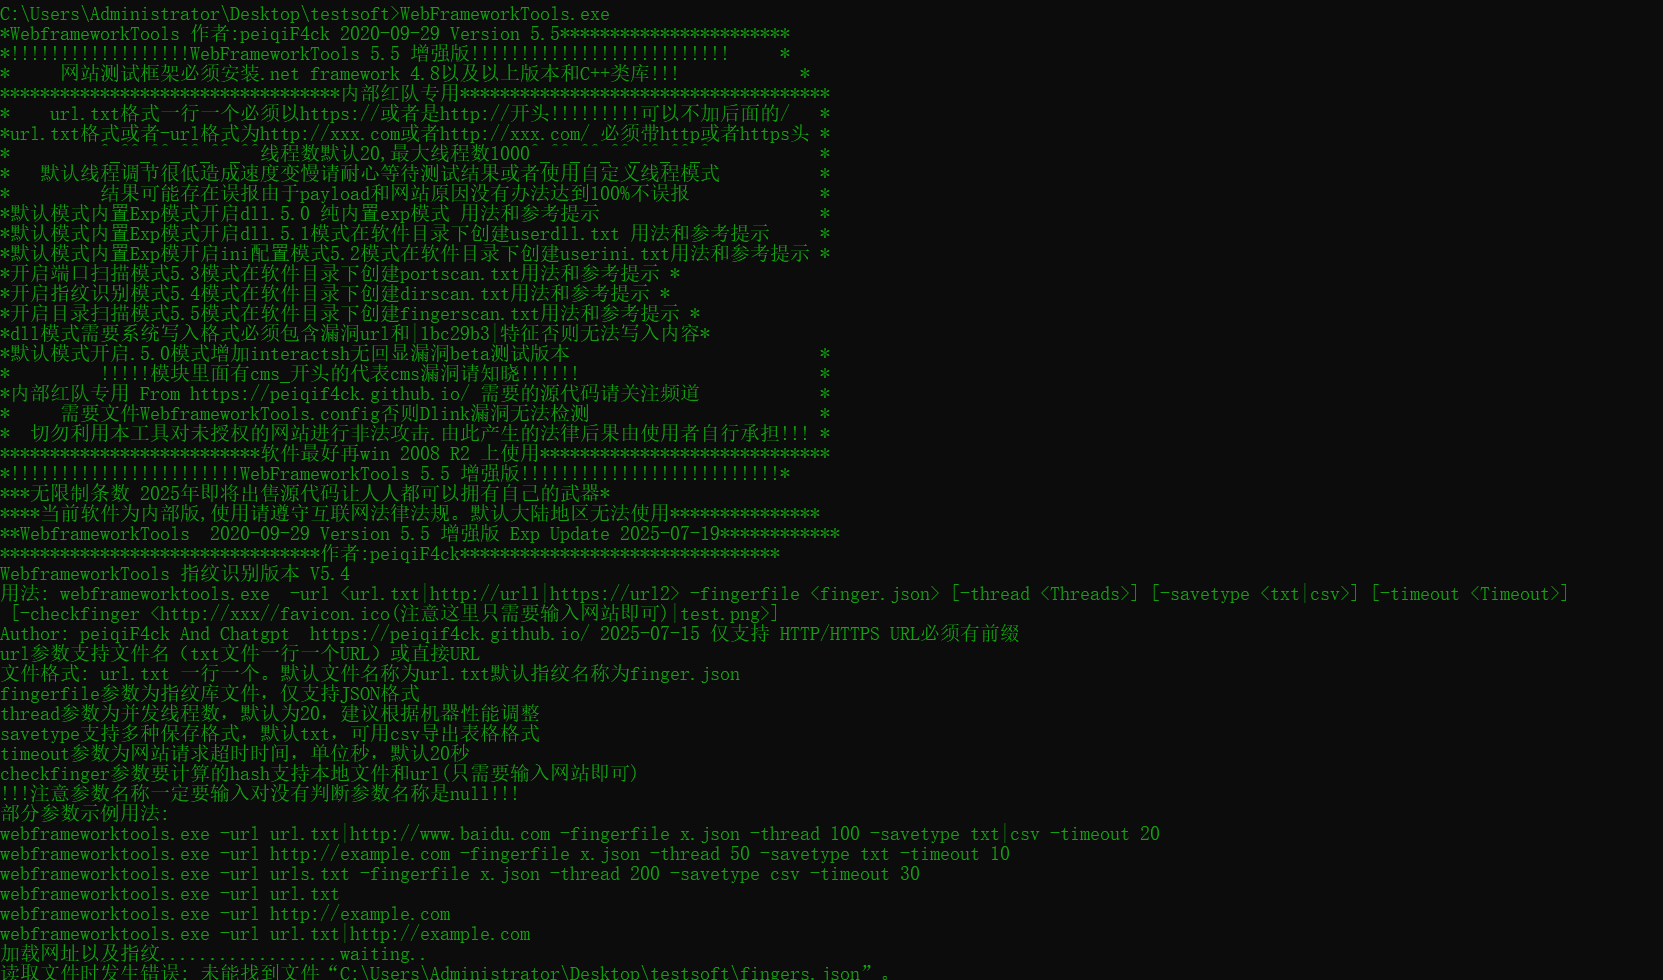 C:\Users\Administrator\Desktop\testsoft>WebFrameworkTools.exe
*WebframeworkTools 作者:peiqiF4ck 2020-09-29 Version 5.5***********************
*!!!!!!!!!!!!!!!!!!WebFrameworkTools 5.5 增强版!!!!!!!!!!!!!!!!!!!!!!!!!!     *
*     网站测试框架必须安装.net framework 4.8以及以上版本和C++类库!!!            *
**********************************内部红队专用*************************************
*    url.txt格式一行一个必须以https://或者是http://开头!!!!!!!!!可以不加后面的/   *
*url.txt格式或者-url格式为http://xxx.com或者http://xxx.com/ 必须带http或者https头 *
*         ^_^^_^^_^^_^^_^^线程数默认20,最大线程数1000^_^^_^^_^^_^^_^^_^           *
*   默认线程调节很低造成速度变慢请耐心等待测试结果或者使用自定义线程模式          *
*         结果可能存在误报由于payload和网站原因没有办法达到100%不误报             *
*默认模式内置Exp模式开启dll.5.0 纯内置exp模式 用法和参考提示                      *
*默认模式内置Exp模式开启dll.5.1模式在软件目录下创建userdll.txt 用法和参考提示     *
*默认模式内置Exp模开启ini配置模式5.2模式在软件目录下创建userini.txt用法和参考提示 *
*开启端口扫描模式5.3模式在软件目录下创建portscan.txt用法和参考提示 *
*开启指纹识别模式5.4模式在软件目录下创建dirscan.txt用法和参考提示 *
*开启目录扫描模式5.5模式在软件目录下创建fingerscan.txt用法和参考提示 *
*dll模式需要系统写入格式必须包含漏洞url和|1bc29b3|特征否则无法写入内容*
*默认模式开启.5.0模式增加interactsh无回显漏洞beta测试版本                         *
*         !!!!!模块里面有cms_开头的代表cms漏洞请知晓!!!!!!                        *
*内部红队专用 From https://peiqif4ck.github.io/ 需要的源代码请关注频道            *
*     需要文件WebframeworkTools.config否则Dlink漏洞无法检测                       *
*  切勿利用本工具对未授权的网站进行非法攻击.由此产生的法律后果由使用者自行承担!!! *
**************************软件最好再win 2008 R2 上使用*****************************
*!!!!!!!!!!!!!!!!!!!!!!!WebFrameworkTools 5.5 增强版!!!!!!!!!!!!!!!!!!!!!!!!!!*
***无限制条数 2025年即将出售源代码让人人都可以拥有自己的武器*
****当前软件为内部版,使用请遵守互联网法律法规。默认大陆地区无法使用***************
**WebframeworkTools  2020-09-29 Version 5.5 增强版 Exp Update 2025-07-19************
********************************作者:peiqiF4ck********************************
WebframeworkTools 指纹识别版本 V5.4
用法: webframeworktools.exe  -url <url.txt|http://url1|https://url2> -fingerfile <finger.json> [-thread <Threads>] [-savetype <txt|csv>] [-timeout <Timeout>]
 [-checkfinger <http://xxx//favicon.ico(注意这里只需要输入网站即可)|test.png>]
Author: peiqiF4ck And Chatgpt  https://peiqif4ck.github.io/ 2025-07-15 仅支持 HTTP/HTTPS URL必须有前缀
url参数支持文件名（txt文件一行一个URL）或直接URL
文件格式: url.txt 一行一个。默认文件名称为url.txt默认指纹名称为finger.json
fingerfile参数为指纹库文件，仅支持JSON格式
thread参数为并发线程数，默认为20，建议根据机器性能调整
savetype支持多种保存格式，默认txt，可用csv导出表格格式
timeout参数为网站请求超时时间，单位秒，默认20秒
checkfinger参数要计算的hash支持本地文件和url(只需要输入网站即可)
!!!注意参数名称一定要输入对没有判断参数名称是null!!!
部分参数示例用法:
webframeworktools.exe -url url.txt|http://www.baidu.com -fingerfile x.json -thread 100 -savetype txt|csv -timeout 20
webframeworktools.exe -url http://example.com -fingerfile x.json -thread 50 -savetype txt -timeout 10
webframeworktools.exe -url urls.txt -fingerfile x.json -thread 200 -savetype csv -timeout 30
webframeworktools.exe -url url.txt
webframeworktools.exe -url http://example.com
webframeworktools.exe -url url.txt|http://example.com
加载网址以及指纹..................waiting..
读取文件时发生错误: 未能找到文件“C:\Users\Administrator\Desktop\testsoft\fingers.json”。